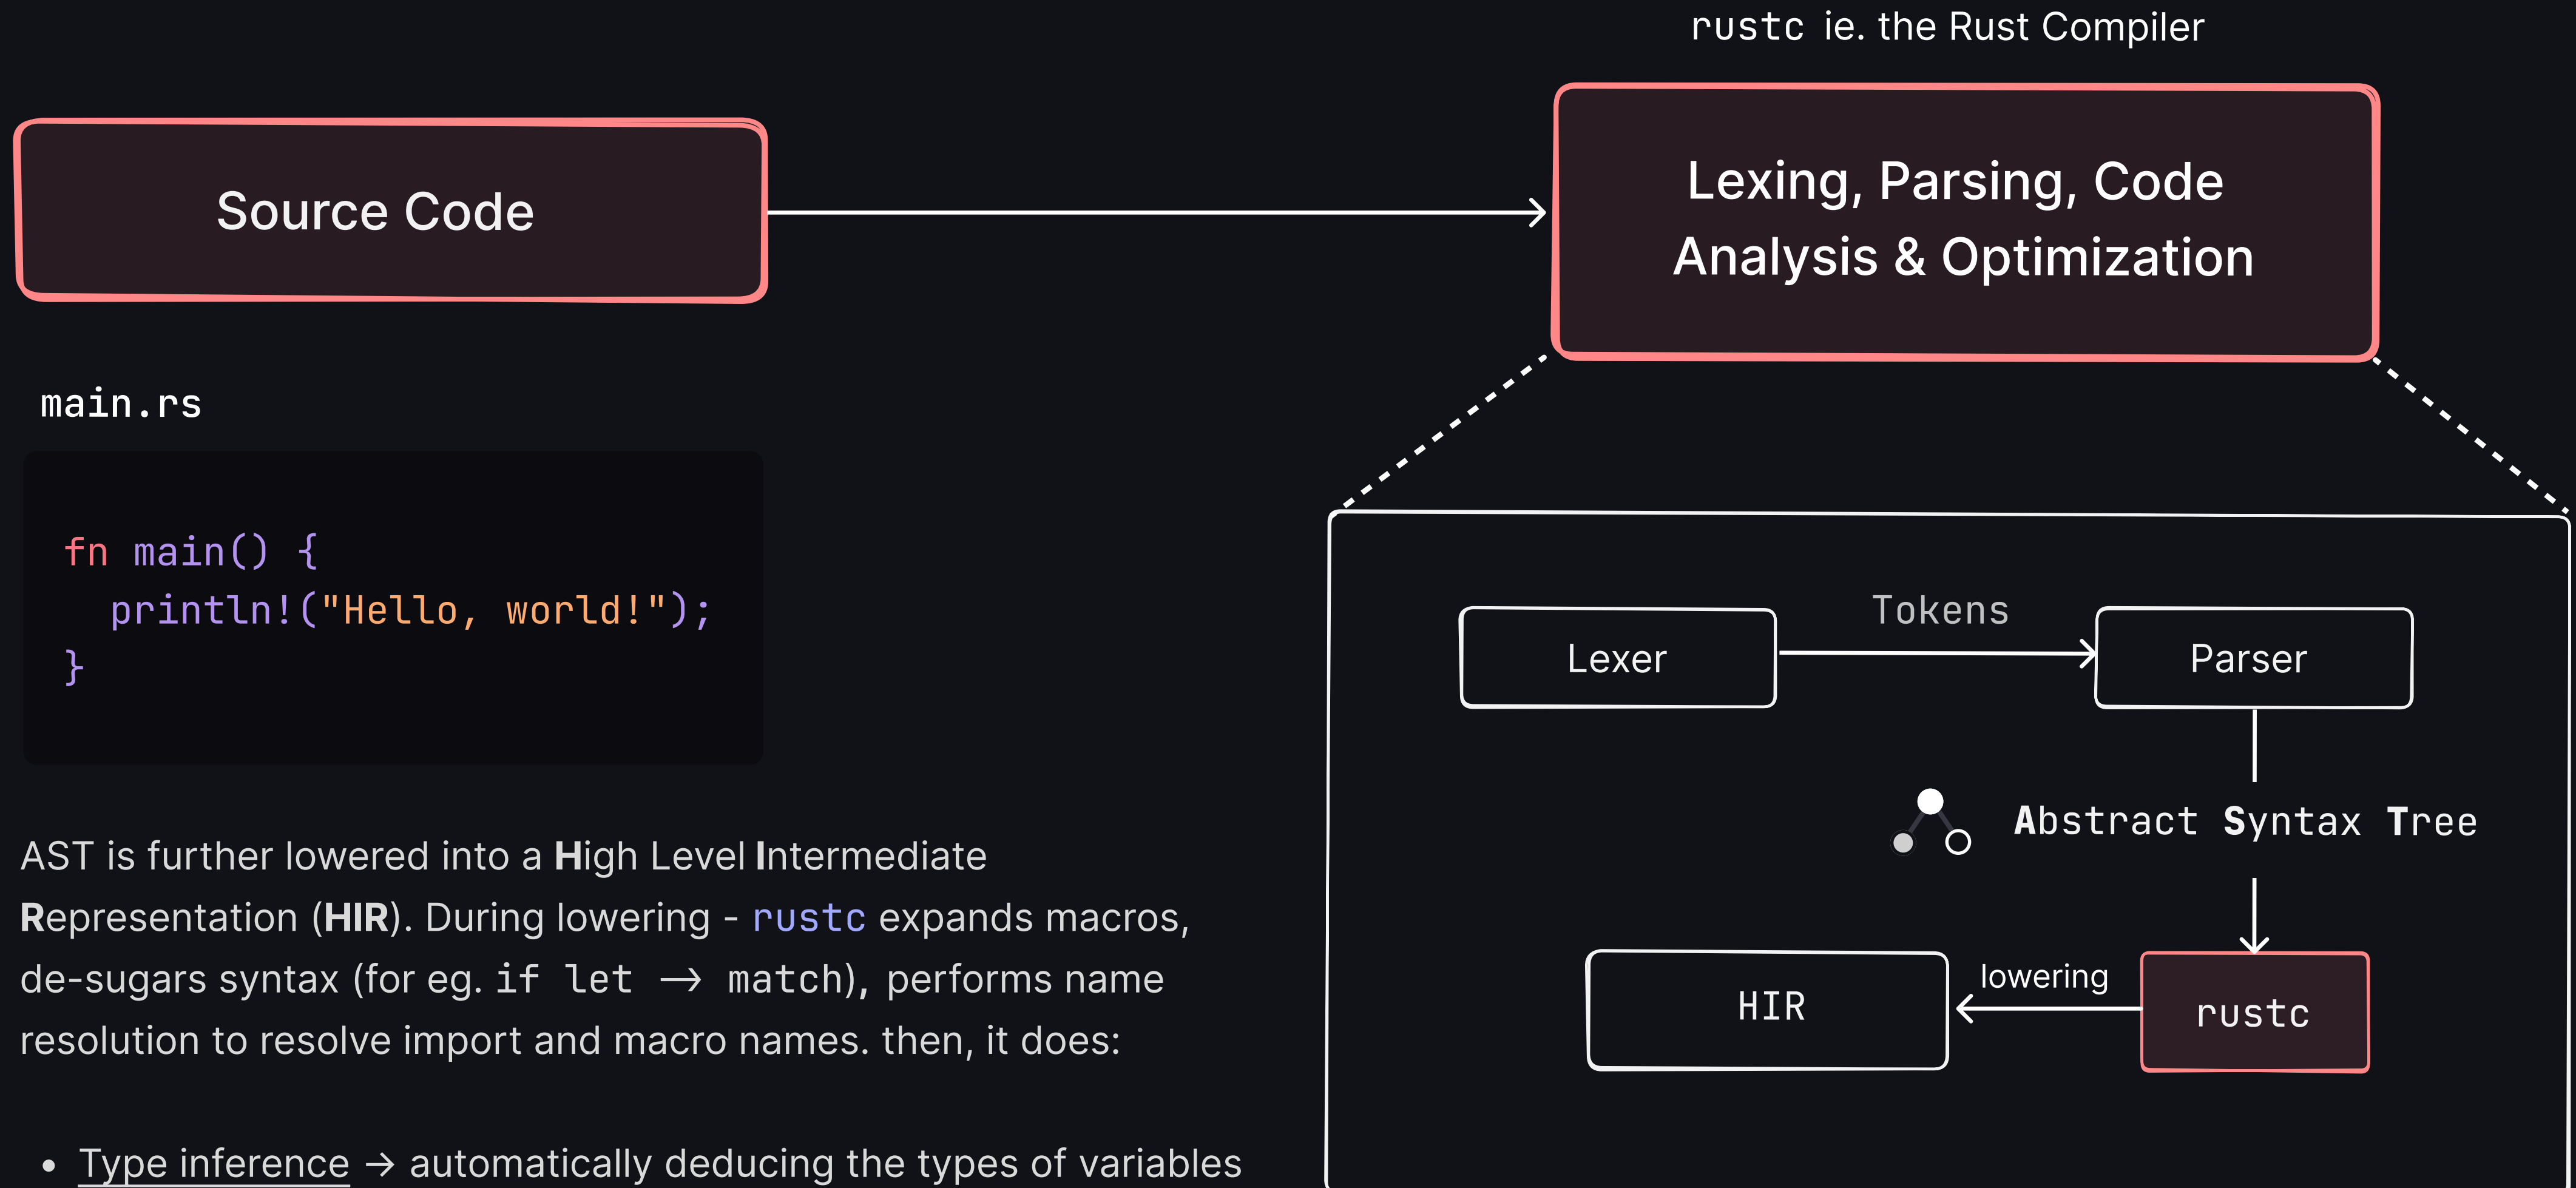 rustc ie. the Rust Compiler
Source Code
Lexing, Parsing, Code
Analysis & Optimization
main.rs
fn main() {
  println!("Hello, world!");
}
Lexer
Tokens
Parser
Abstract Syntax Tree
AST is further lowered into a High Level Intermediate
Representation (HIR). During lowering - rustc expands macros,
de-sugars syntax (for eg. if let → match), performs name
resolution to resolve import and macro names. then, it does:
HIR
lowering
rustc
• Type inference → automatically deducing the types of variables